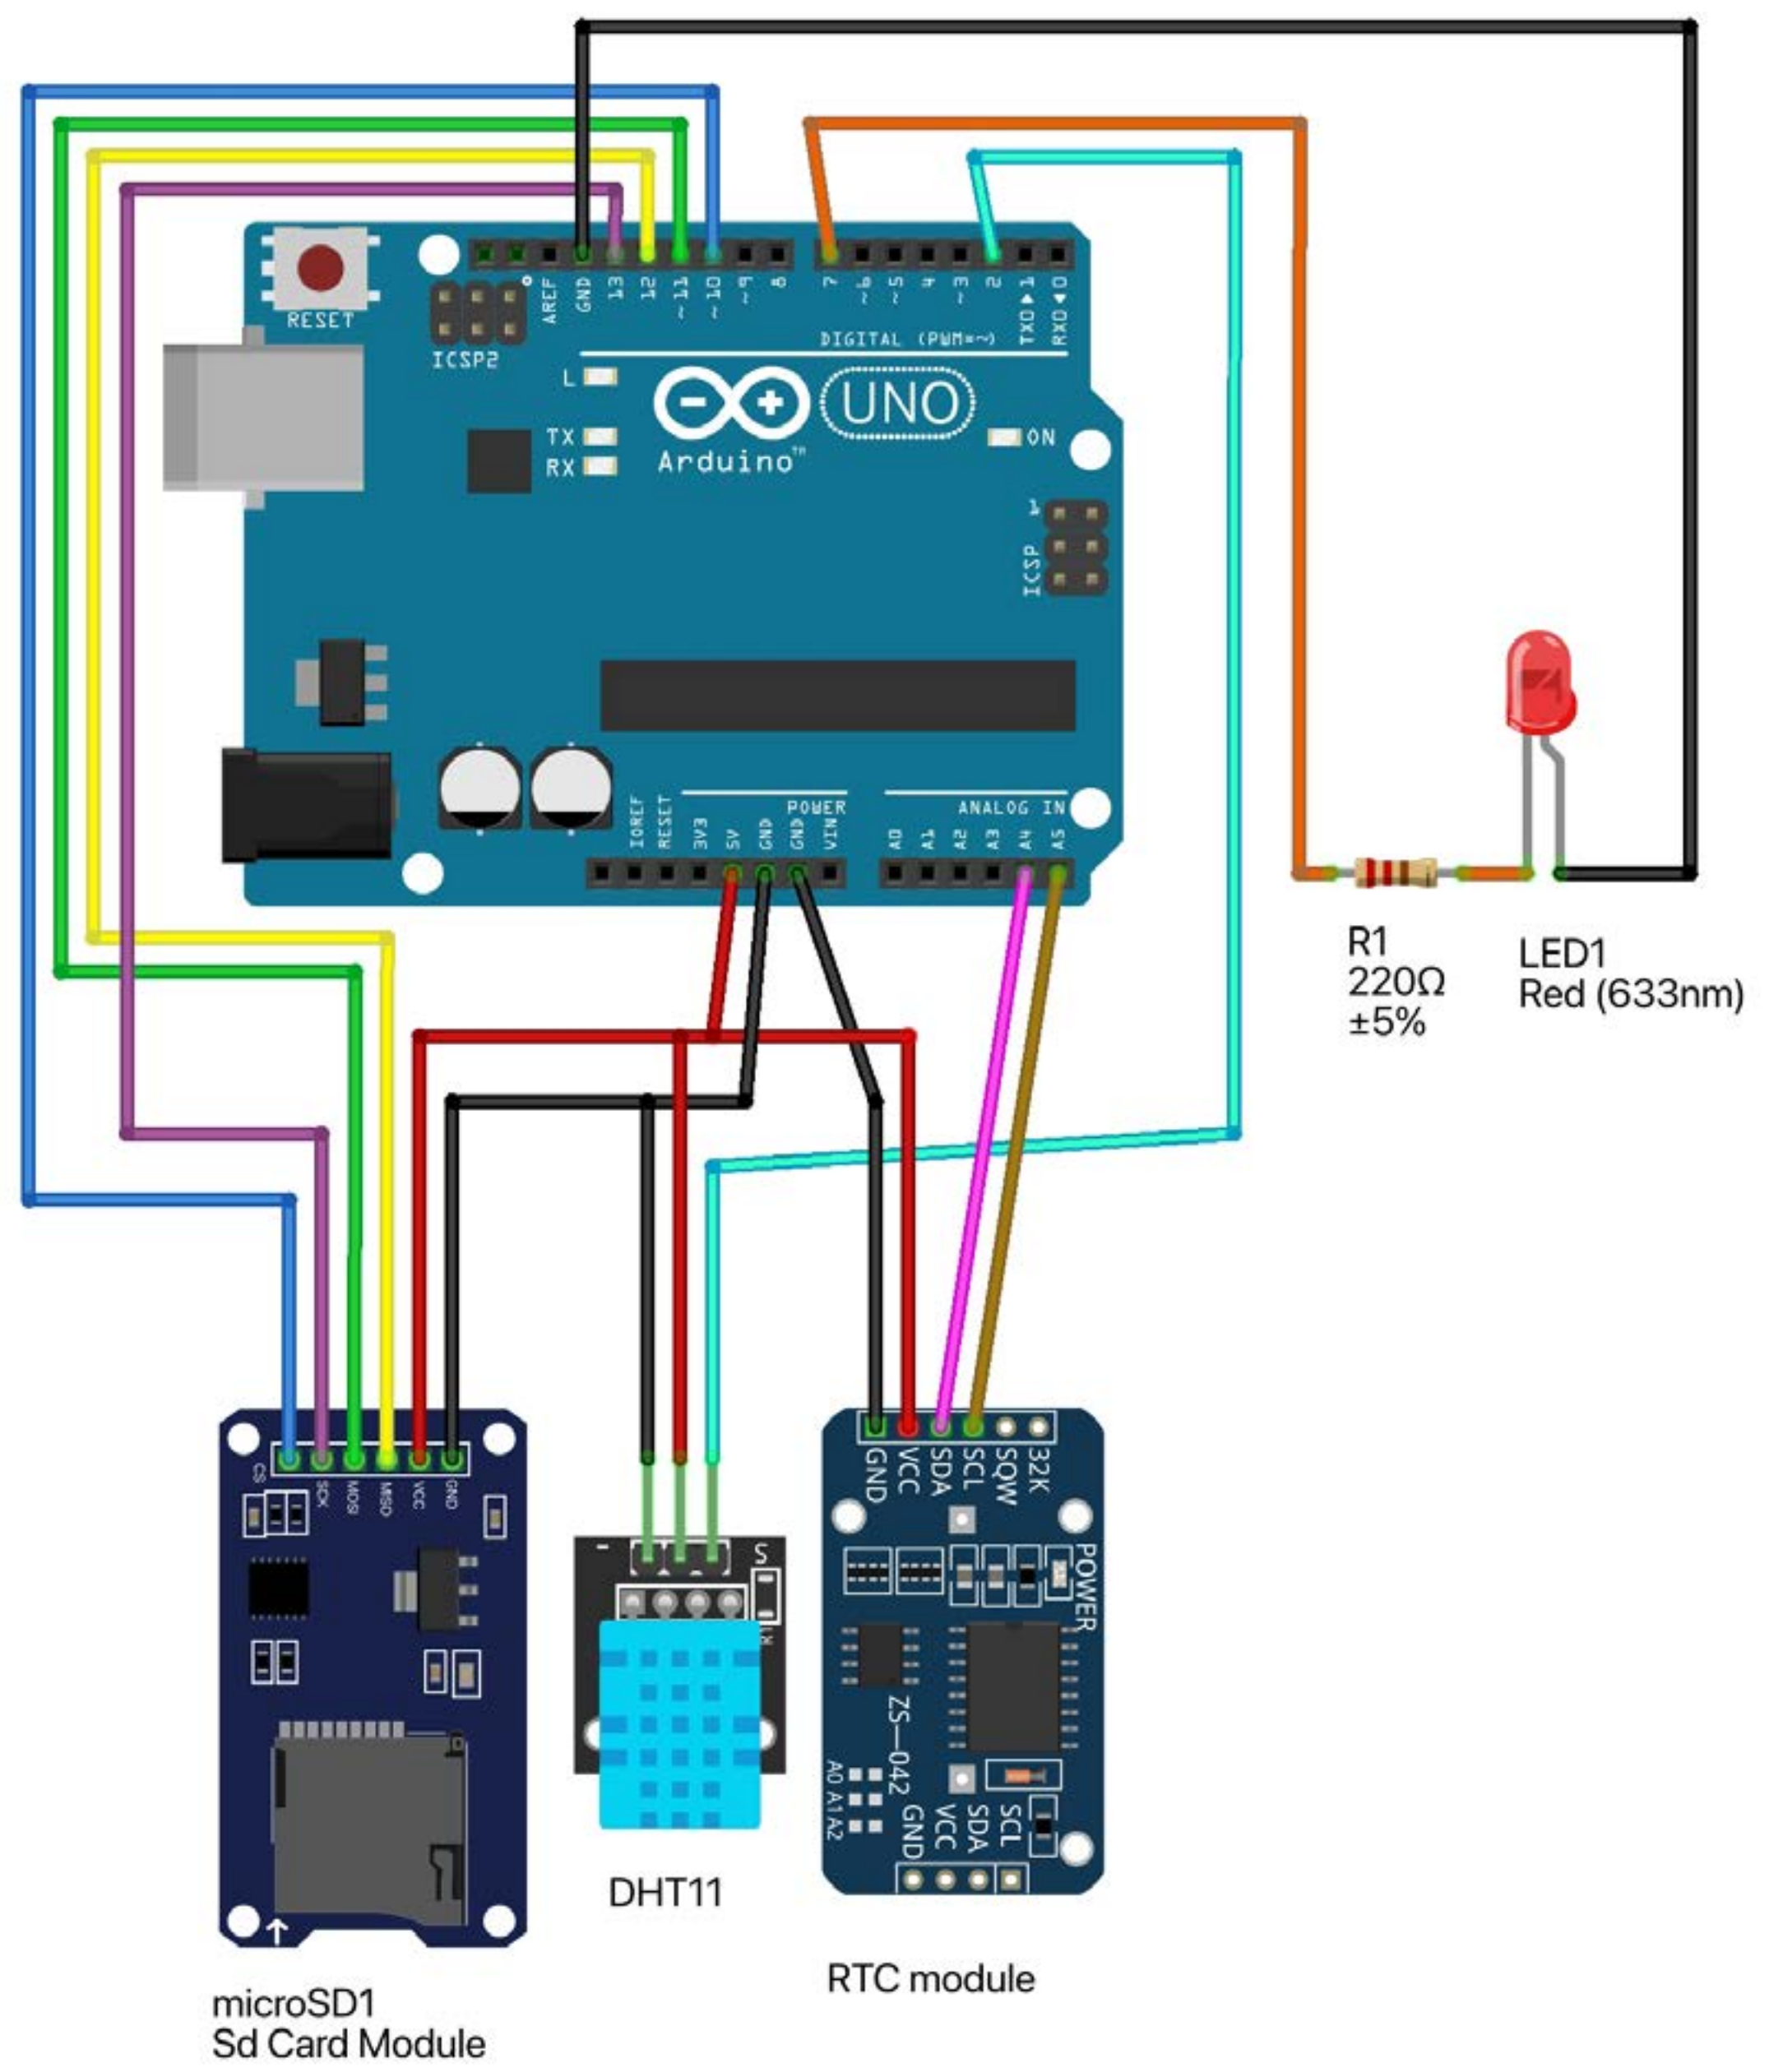 RESET
ICSP2
AREF
GND
13
12
~11
~10
~9
8
7
~6
~5
4
~3
2
TX0▶1
RX0◀0
DIGITAL (PWM=~)
L
TX
RX
Arduino™
UNO
ON
1
ICSP
IOREF
RESET
3V3
5V
GND
GND
VIN
POWER
A0
A1
A2
A3
A4
A5
ANALOG IN
R1
220Ω
±5%
LED1
Red (633nm)
CS
SCK
MOSI
MISO
VCC
GND
microSD1
Sd Card Module
-
S
DHT11
GND
VCC
SDA
SCL
SQW
32K
POWER
ZS-042
A0 A1 A2
GND
VCC
SDA
SCL
RTC module